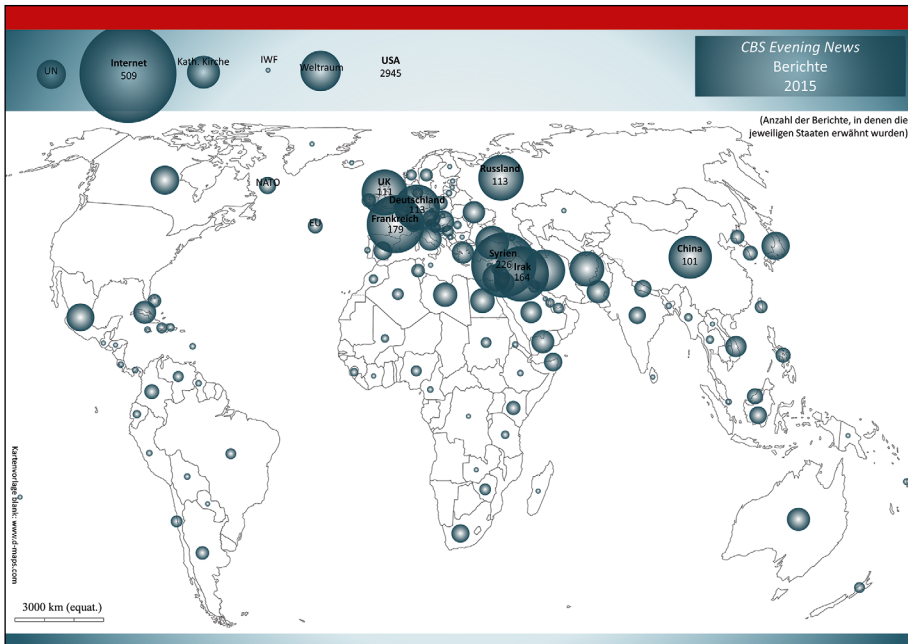 UN
Internet
509
Kath. Kirche
IWF
Weltraum
USA
2945
CBS Evening News
Berichte
2015
(Anzahl der Berichte, in denen die
jeweiligen Staaten erwähnt wurden)
NATO
EU
UK
111
Deutschland
113
Frankreich
179
Russland
113
Syrien
226
Irak
164
China
101
Kartenvorlage blank: www.d-maps.com
3000 km (equat.)